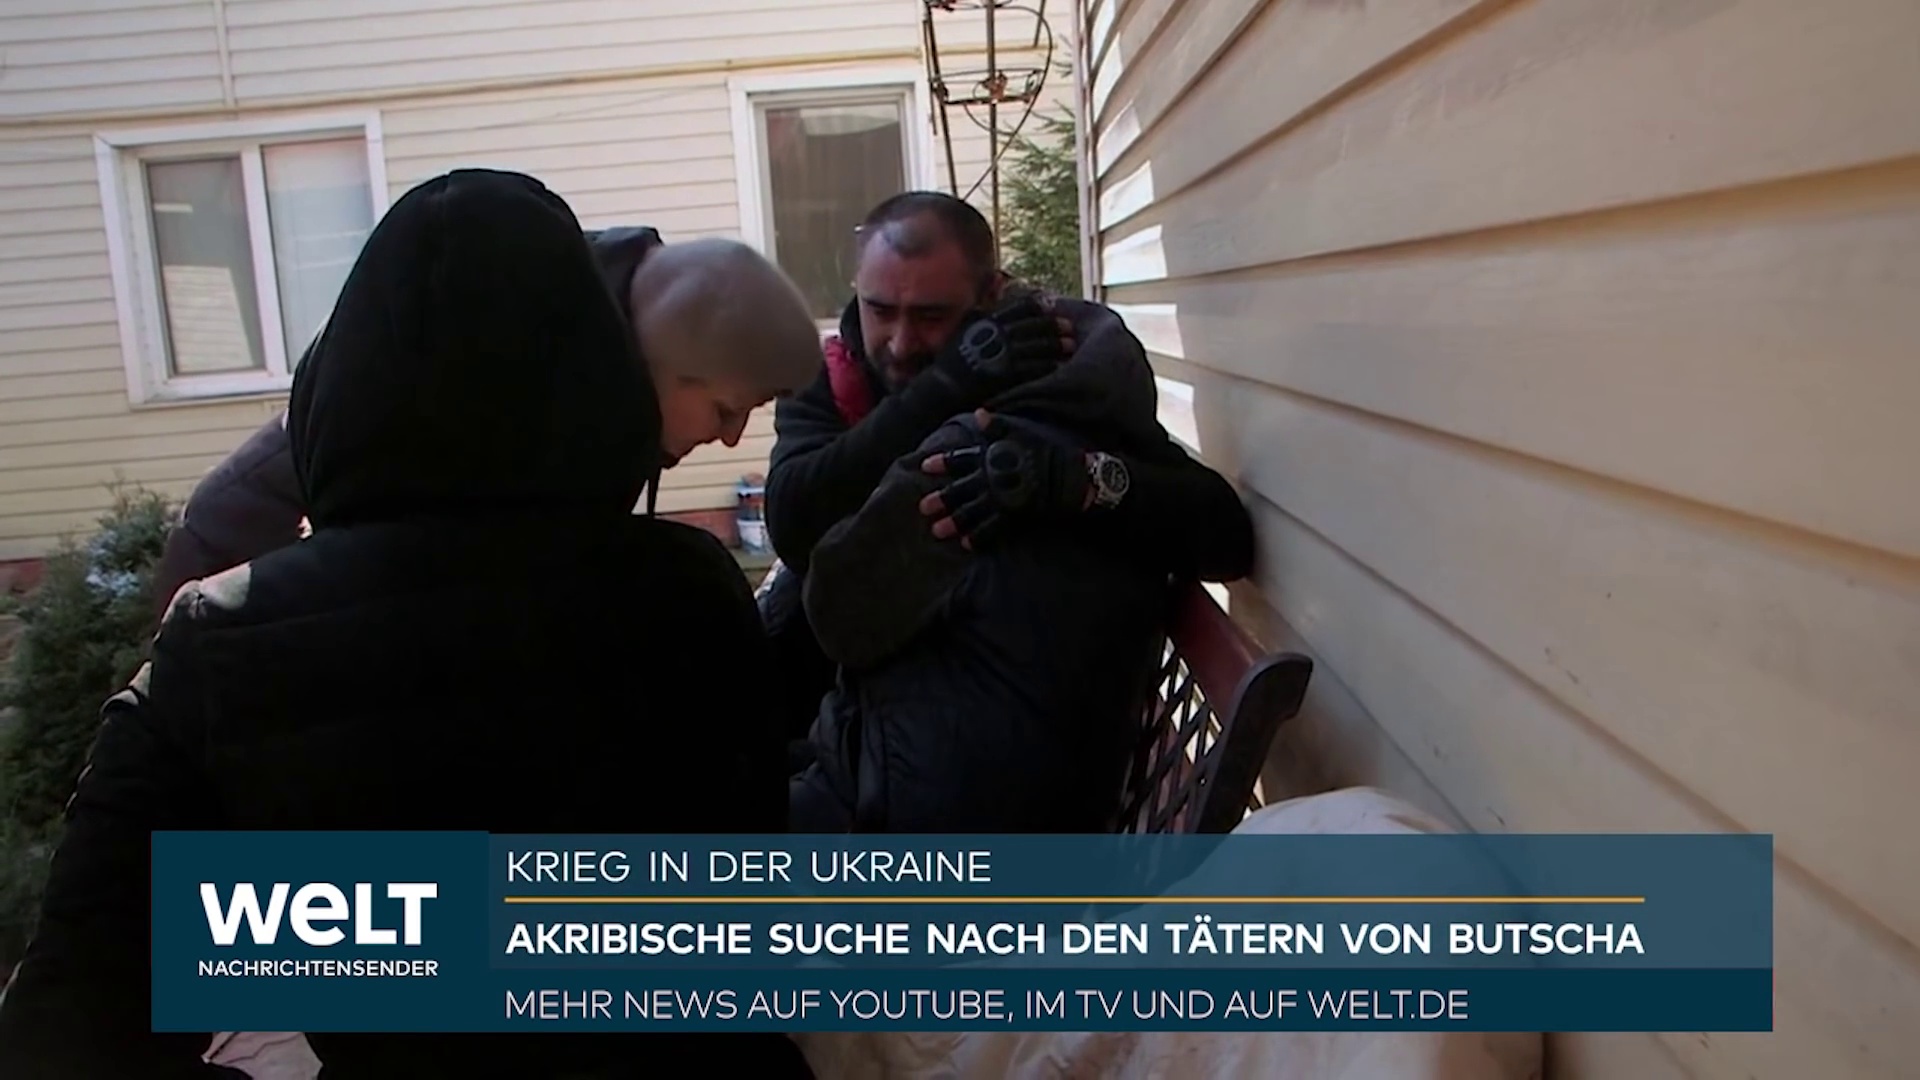 KRIEG IN DER UKRAINE
AKRIBISCHE SUCHE NACH DEN TÄTERN VON BUTSCHA
WELT
NACHRICHTENSENDER
MEHR NEWS AUF YOUTUBE, IM TV UND AUF WELT.DE